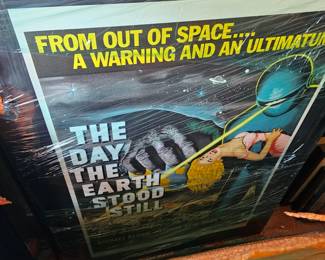 FROM OUT OF SPACE....
A WARNING AND AN ULTIMATUM
THE
DAY
THE
EARTH
STOOD
STILL